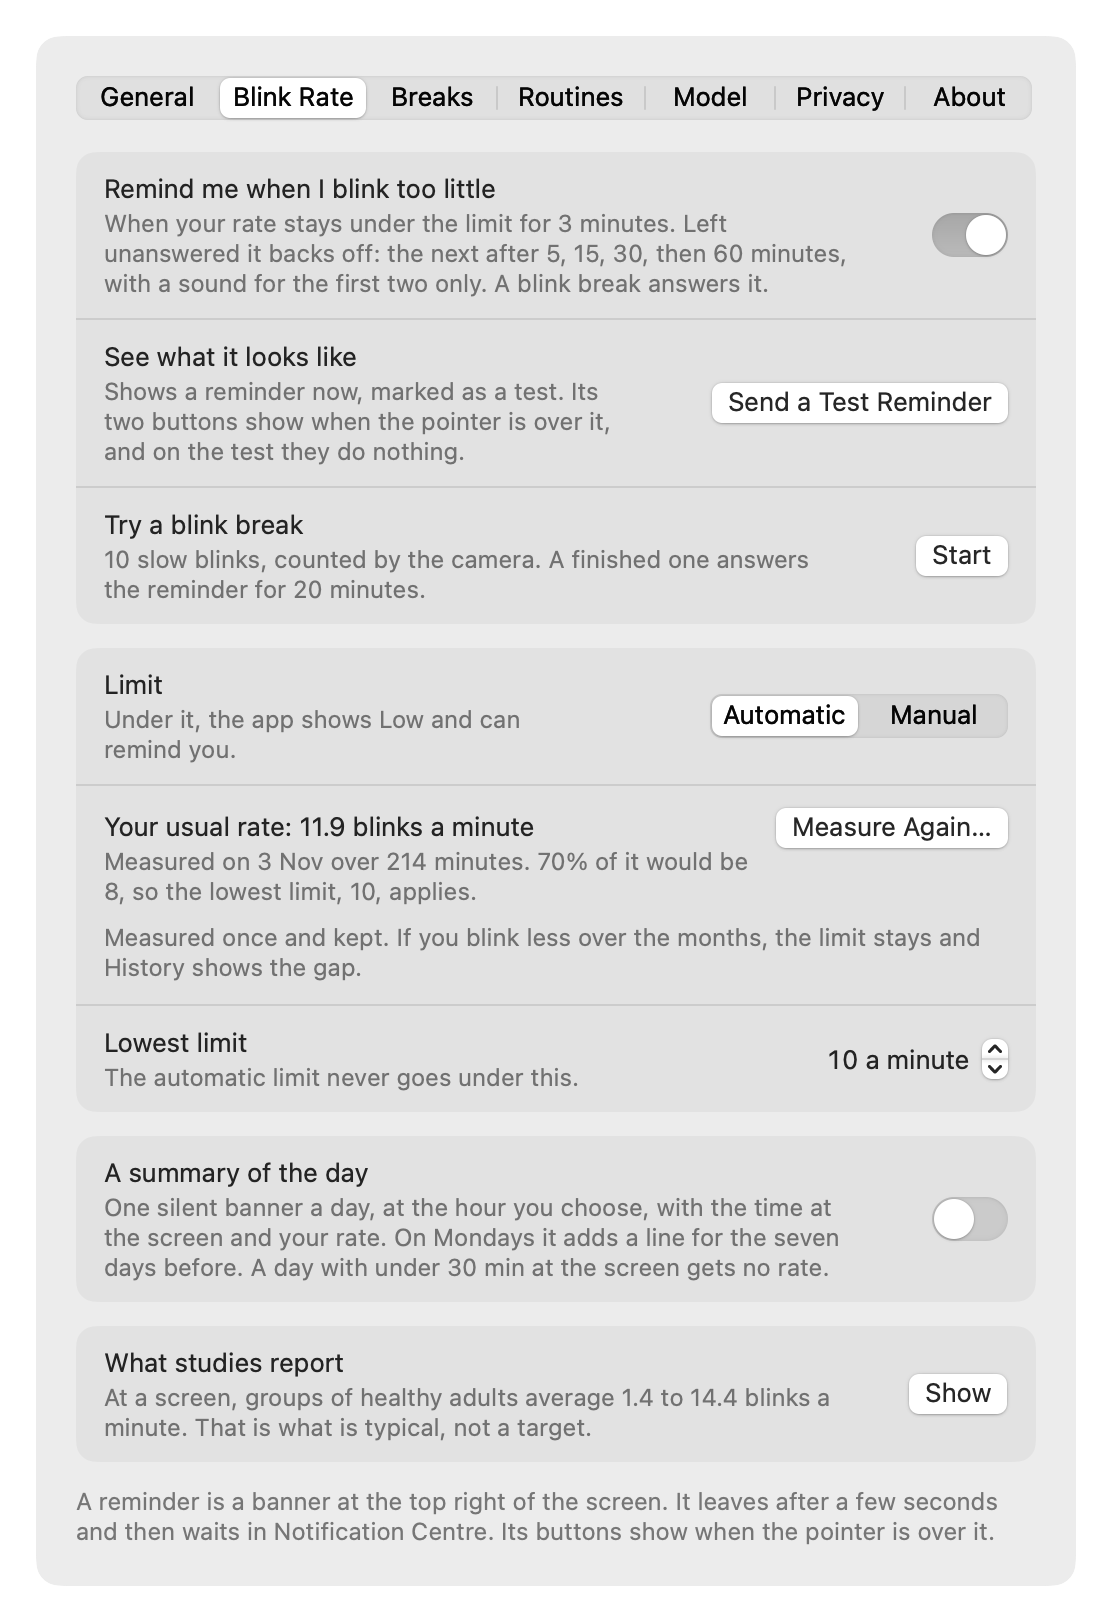 General
Blink Rate
Breaks
Routines
Model
Privacy
About
Remind me when I blink too little
When your rate stays under the limit for 3 minutes. Left
unanswered it backs off: the next after 5, 15, 30, then 60 minutes,
with a sound for the first two only. A blink break answers it.
See what it looks like
Shows a reminder now, marked as a test. Its
two buttons show when the pointer is over it,
and on the test they do nothing.
Send a Test Reminder
Try a blink break
10 slow blinks, counted by the camera. A finished one answers
the reminder for 20 minutes.
Start
Limit
Under it, the app shows Low and can
remind you.
Automatic
Manual
Your usual rate: 11.9 blinks a minute
Measure Again...
Measured on 3 Nov over 214 minutes. 70% of it would be
8, so the lowest limit, 10, applies.
Measured once and kept. If you blink less over the months, the limit stays and
History shows the gap.
Lowest limit
The automatic limit never goes under this.
10 a minute
A summary of the day
One silent banner a day, at the hour you choose, with the time at
the screen and your rate. On Mondays it adds a line for the seven
days before. A day with under 30 min at the screen gets no rate.
What studies report
At a screen, groups of healthy adults average 1.4 to 14.4 blinks a
minute. That is what is typical, not a target.
Show
A reminder is a banner at the top right of the screen. It leaves after a few seconds
and then waits in Notification Centre. Its buttons show when the pointer is over it.